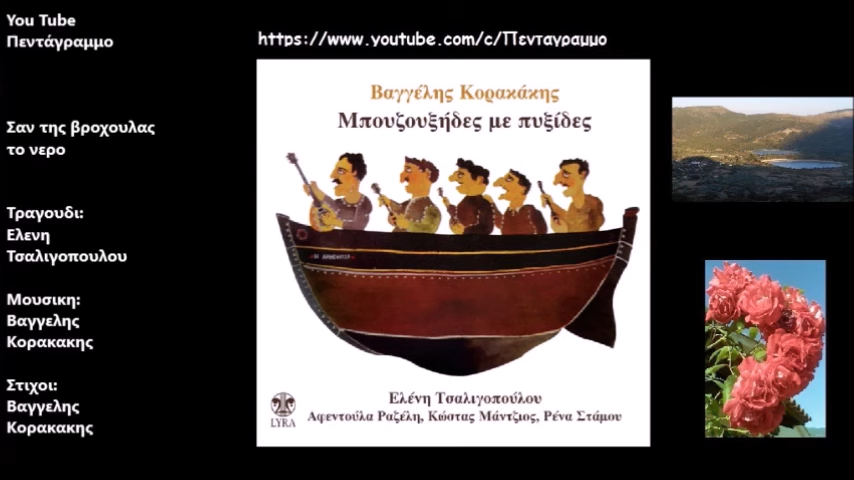 You Tube
Πεντάγραμμο
https://www.youtube.com/c/Πενταγραμμο
Σαν της βροχουλας
το νερο
Τραγουδι:
Ελενη
Τσαλιγοπουλου
Μουσικη:
Βαγγελης
Κορακακης
Στιχοι:
Βαγγελης
Κορακακης
Βαγγέλης Κορακάκης
Μπουζουξήδες με πυξίδες
Ελένη Τσαλιγοπούλου
Αφεντούλα Ραζέλη, Κώστας Μάντζιος, Ρένα Στάμου
LYRA